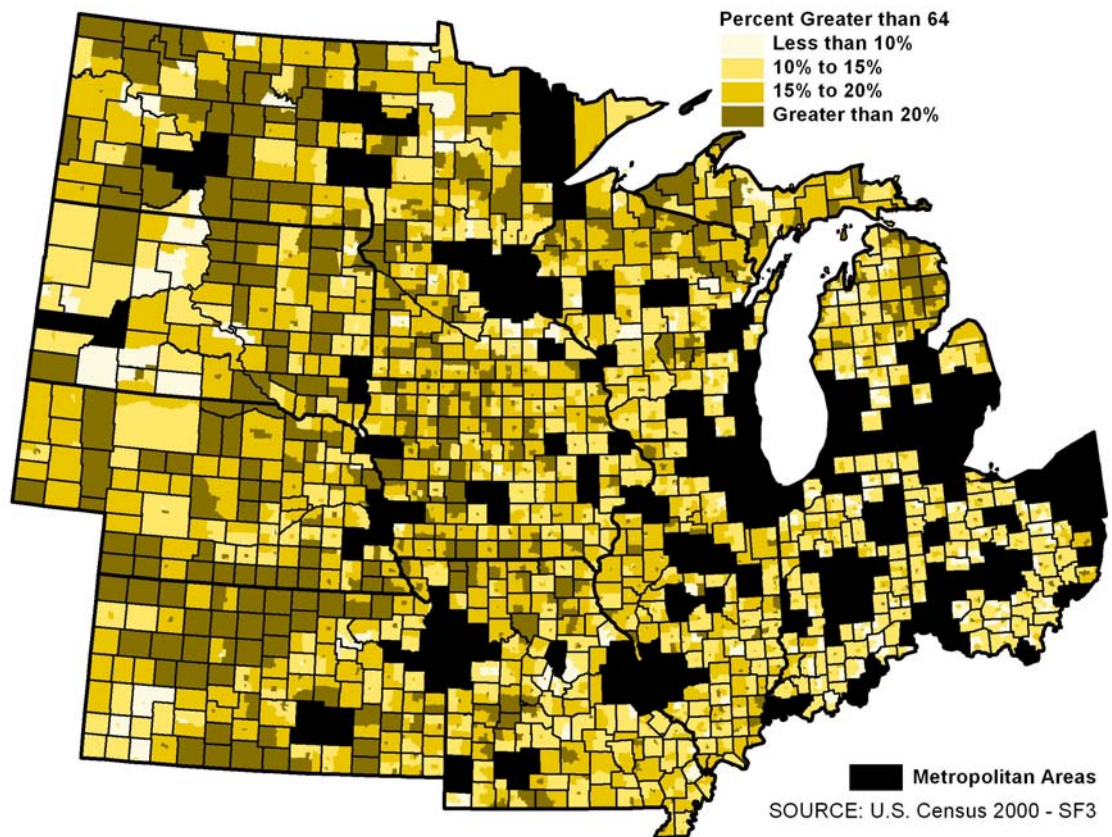 Percent Greater than 64
Less than 10%
10% to 15%
15% to 20%
Greater than 20%
Metropolitan Areas
SOURCE: U.S. Census 2000 - SF3